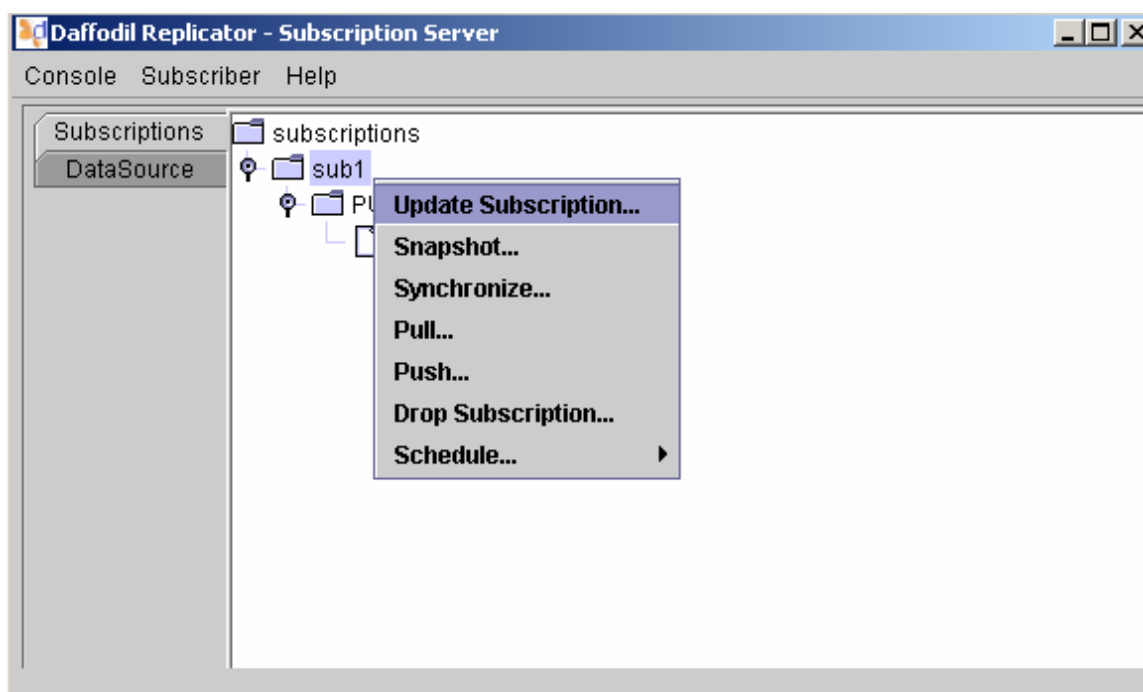 Daffodil Replicator - Subscription Server
Console Subscriber Help
Subscriptions
DataSource
subscriptions
sub1
Update Subscription...
Snapshot...
Synchronize...
Pull...
Push...
Drop Subscription...
Schedule...